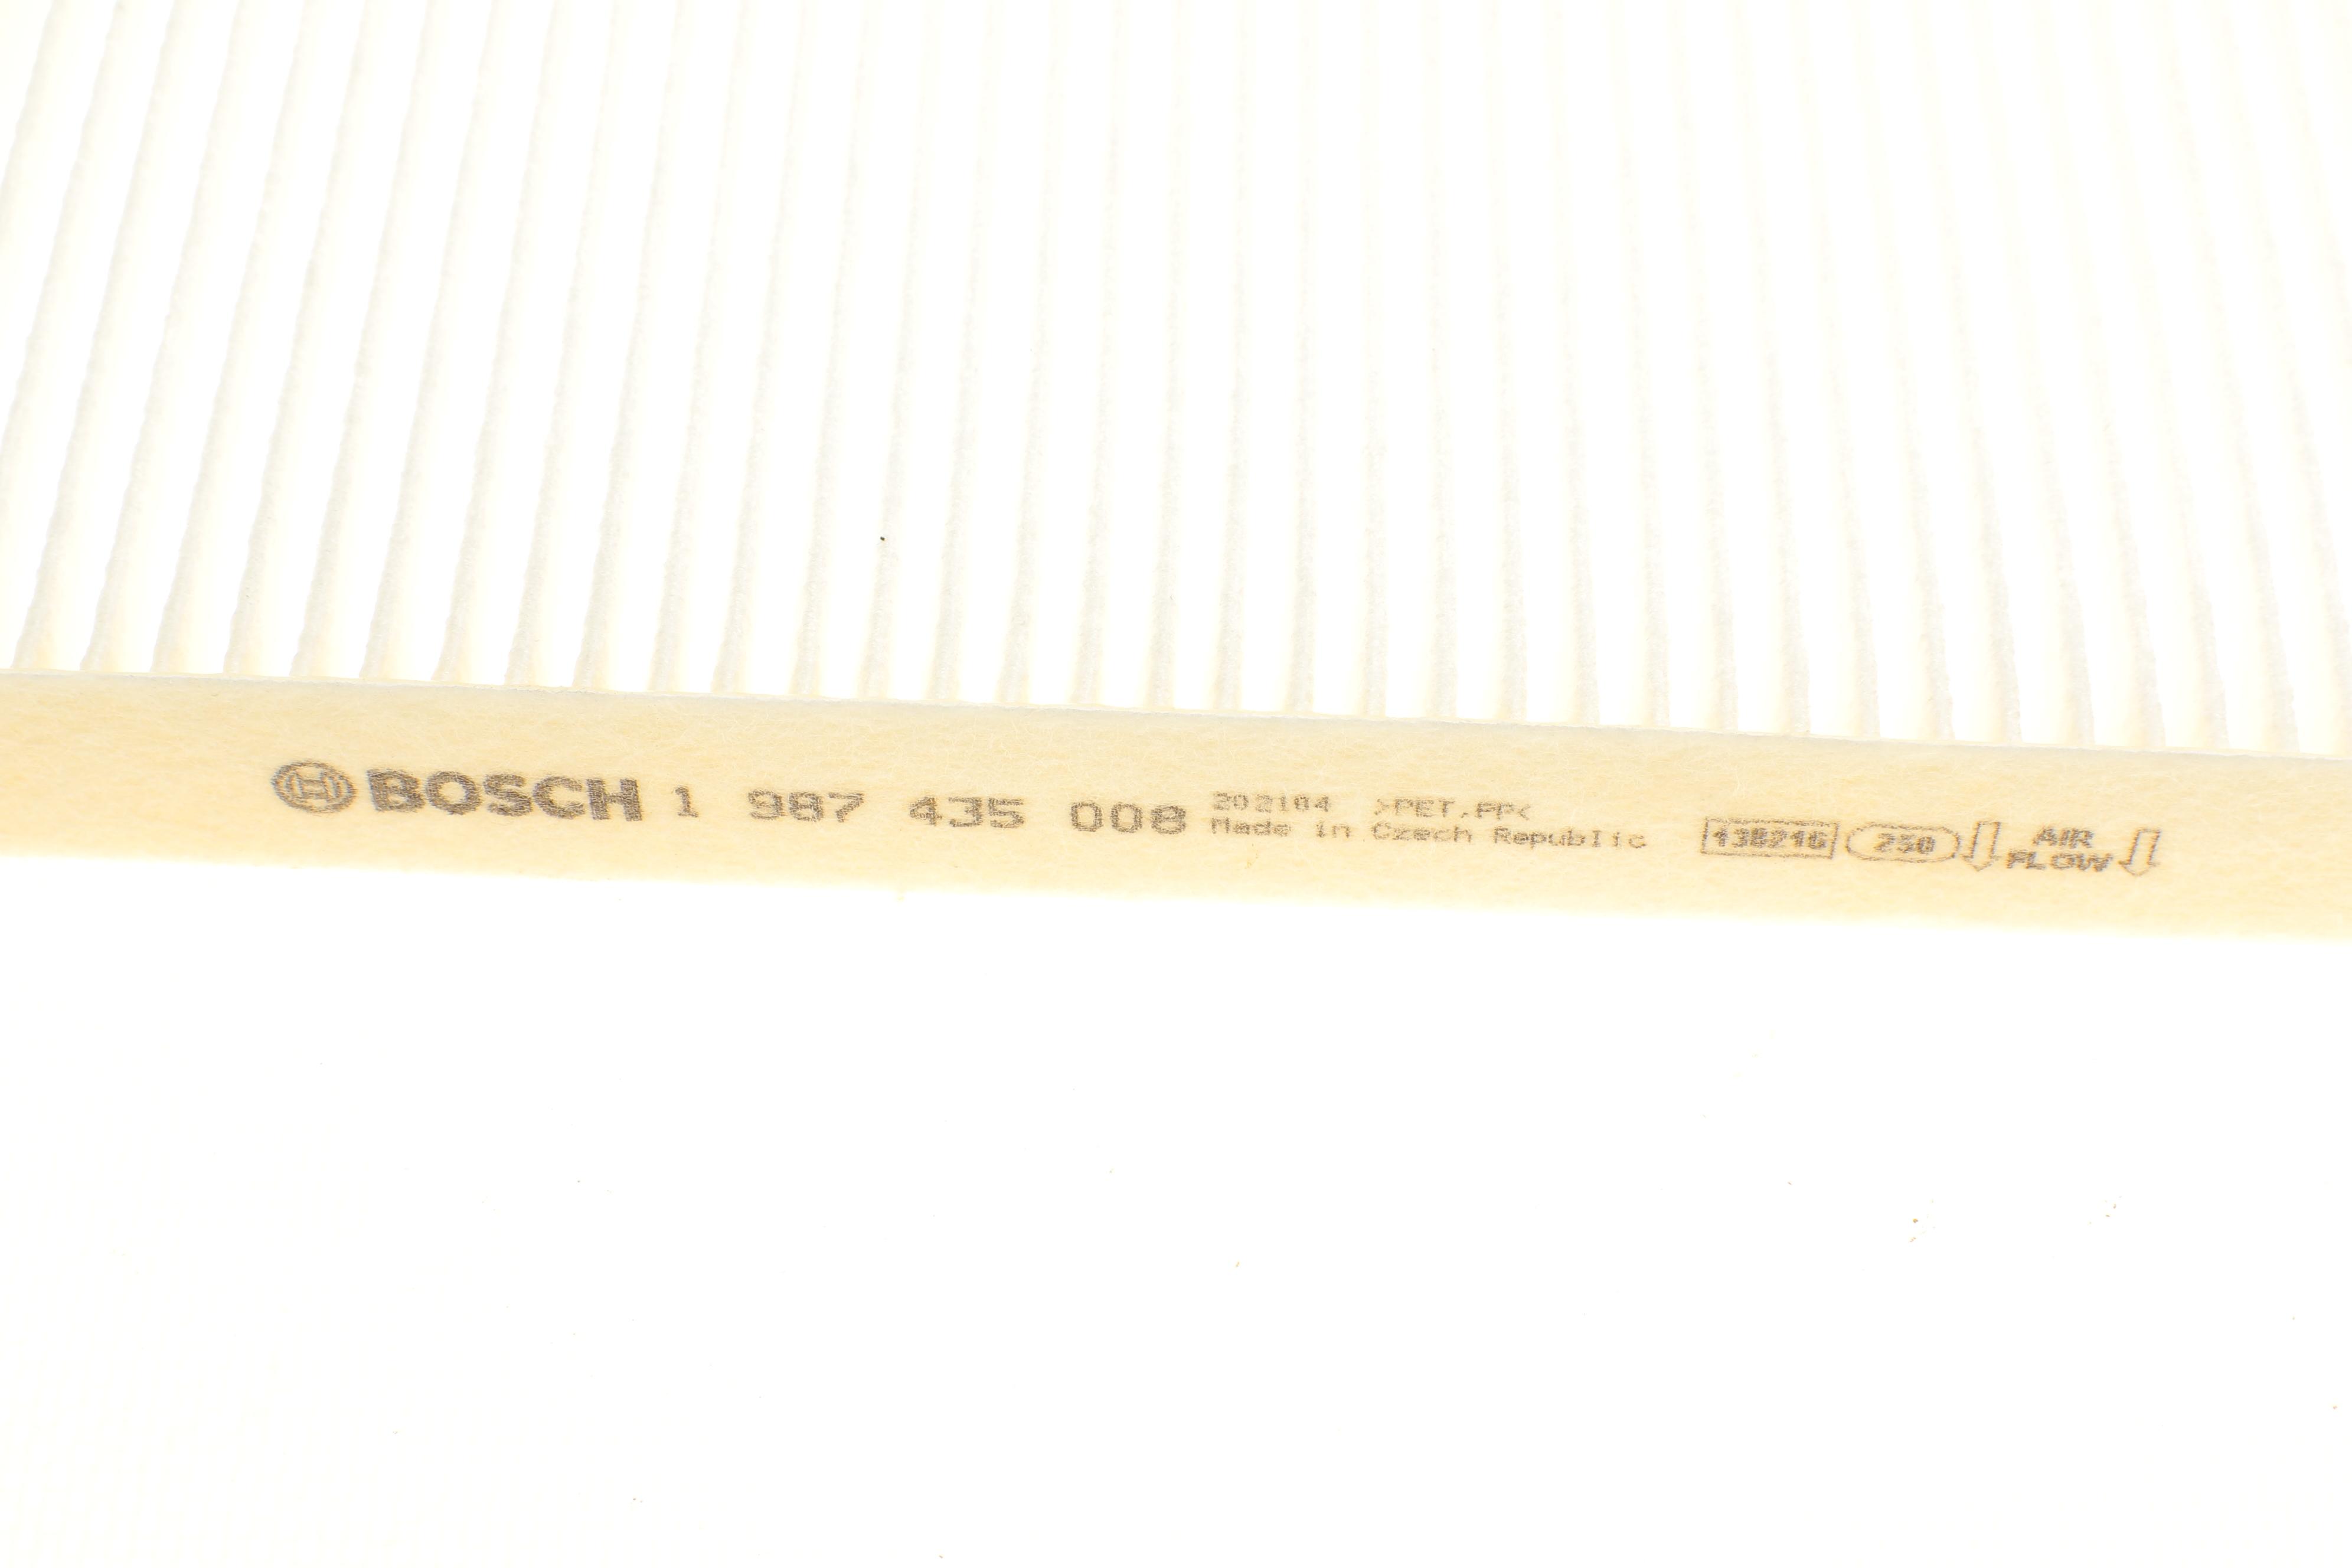 BOSCH 1 987 435 008
202104 >PET,PP<
Made in Czech Republic
138216
250
AIR
FLOW